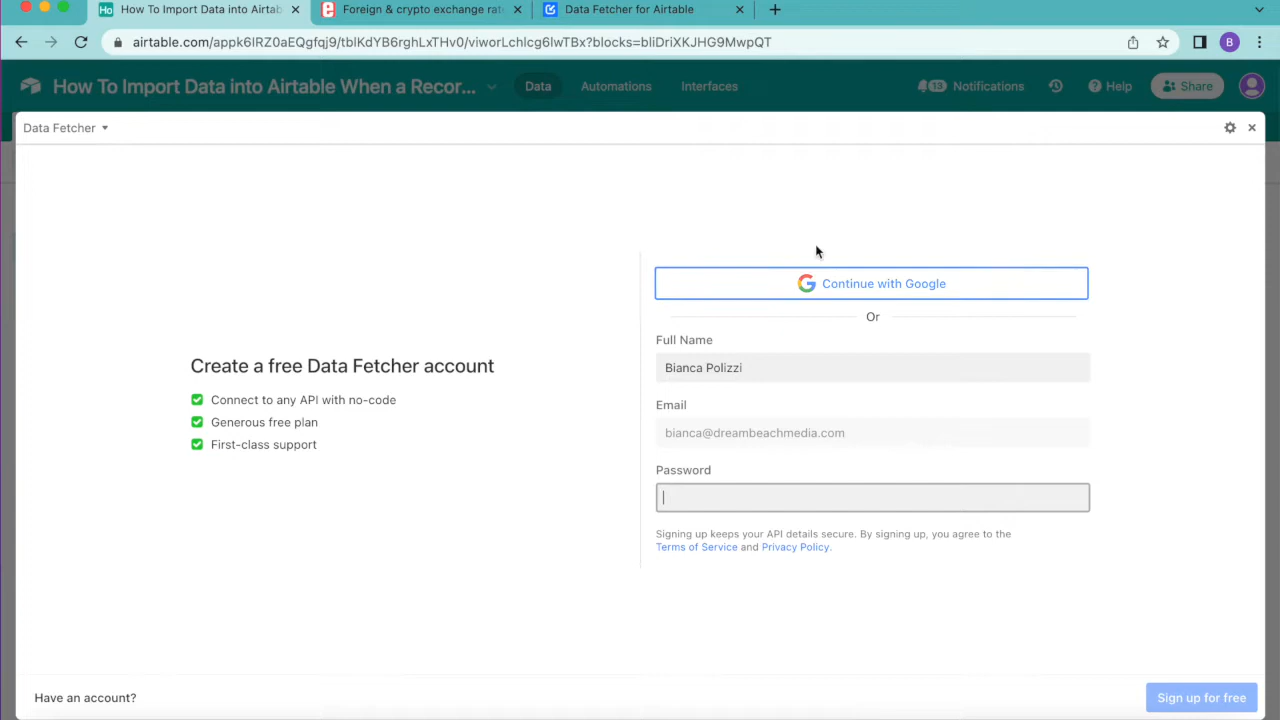 How To Import Data into Airtab
Foreign & crypto exchange rat
Data Fetcher for Airtable
airtable.com/appk6IRZ0aEQgfqj9/tblKdYB6rghLxTHv0/viworLchlcg6lwTBx?blocks=bliDriXKJHG9MwpQT
B
How To Import Data into Airtable When a Recor...
Data
Automations
Interfaces
13
Notifications
Help
Share
Data Fetcher
Create a free Data Fetcher account
Connect to any API with no-code
Generous free plan
First-class support
Continue with Google
Or
Full Name
Bianca Polizzi
Email
bianca@dreambeachmedia.com
Password
Signing up keeps your API details secure. By signing up, you agree to the
Terms of Service and Privacy Policy.
Have an account?
Sign up for free